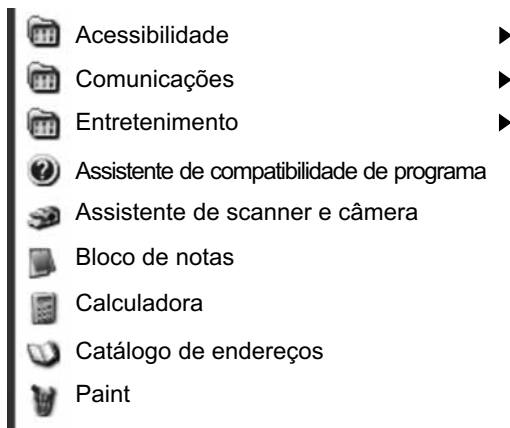 Acessibilidade
Comunicações
Entretenimento
Assistente de compatibilidade de programa
Assistente de scanner e câmera
Bloco de notas
Calculadora
Catálogo de endereços
Paint